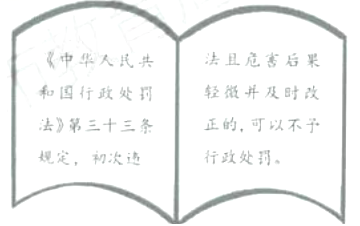 《中华人民共
和国行政处罚
法》第三十三条
规定，初次违
法且危害后果
轻微并及时改
正的，可以不予
行政处罚。